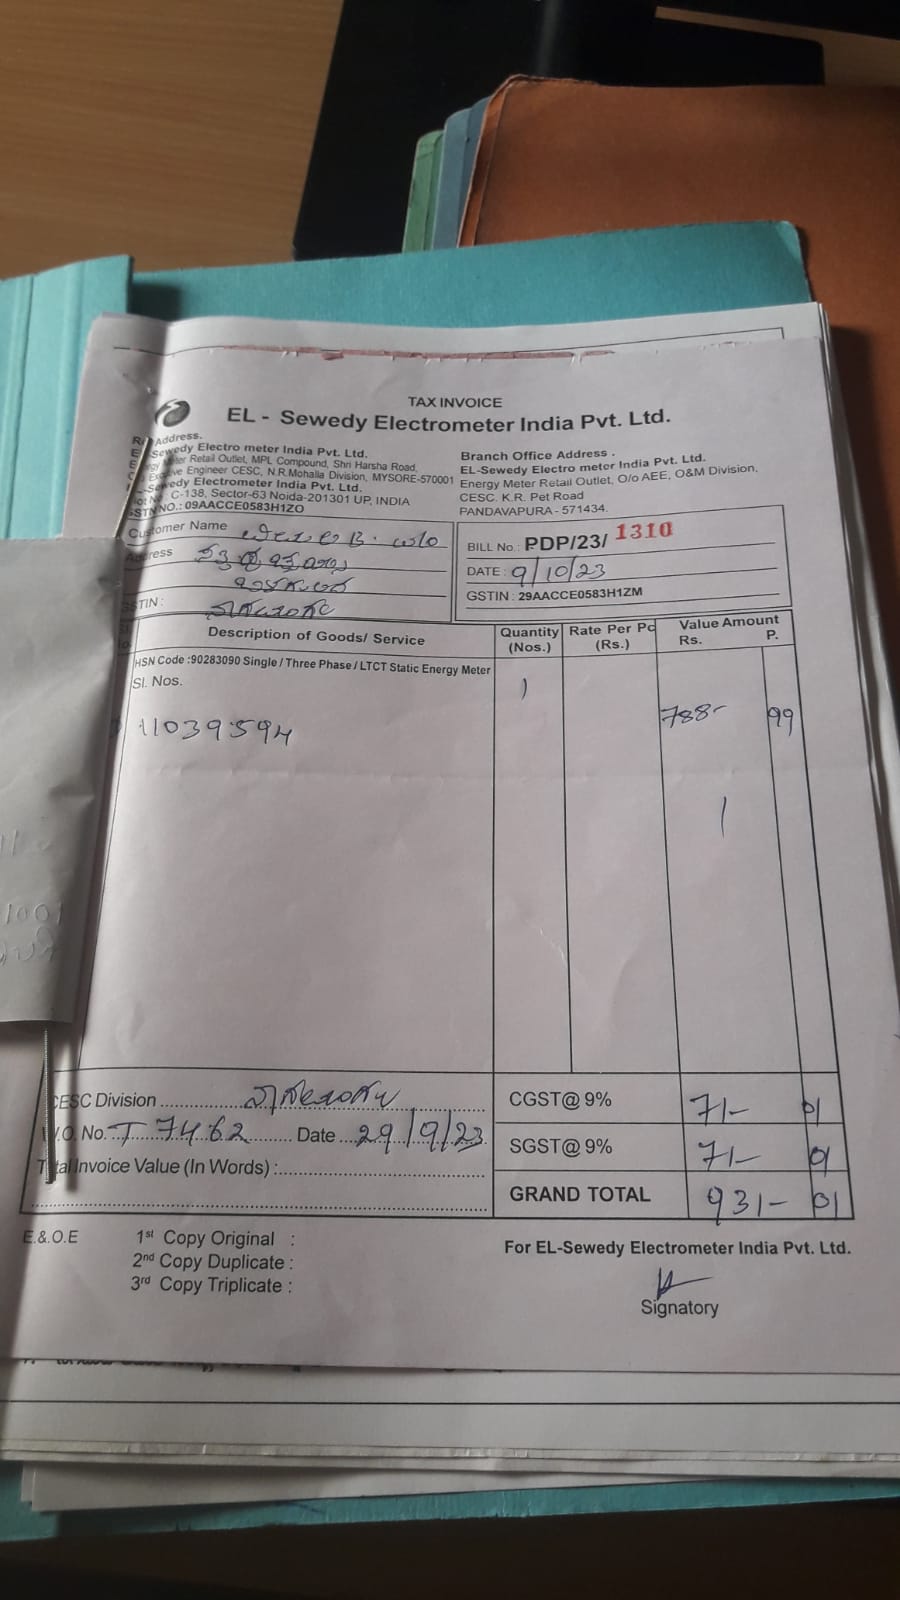 TAX INVOICE
EL - Sewedy Electrometer India Pvt. Ltd.
Address.
Sewedy Electro meter India Pvt. Ltd.
Retail Outlet, MPL Compound, Shri Harsha Road,
Engineer CESC, N.R.Mohalla Division, MYSORE-570001
Sewedy Electrometer India Pvt. Ltd.
C-138, Sector-63 Noida-201301 UP, INDIA
NO.: 09AACCE0583H1ZO
Branch Office Address .
EL-Sewedy Electro meter India Pvt. Ltd.
Energy Meter Retail Outlet, O/o AEE, O&M Division,
CESC. K.R. Pet Road
PANDAVAPURA - 571434.
Customer Name
Address
GSTIN :
BILL No.: PDP/23/ 1310
DATE : 9/10/23
GSTIN : 29AACCE0583H1ZM
Description of Goods/ Service Quantity (Nos.) Rate Per Pc (Rs.) Value Amount Rs. P.
HSN Code :90283090 Single / Three Phase / LTCT Static Energy Meter
Sl. Nos. 1
11039594 788- 99
CESC Division
CGST@ 9% 71- 01
W.O. No. T 7462 Date 29/9/23
SGST@ 9% 71- 01
Total Invoice Value (In Words) :
GRAND TOTAL 931- 01
E.& O.E 1st Copy Original :
2nd Copy Duplicate :
3rd Copy Triplicate :
For EL-Sewedy Electrometer India Pvt. Ltd.
Signatory